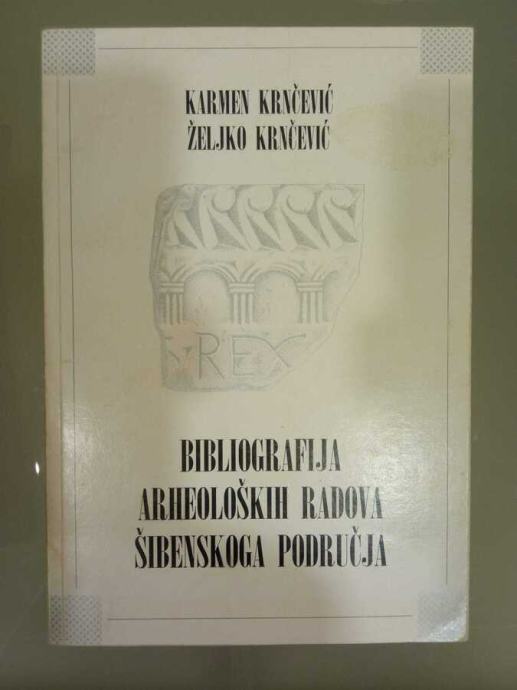 KARMEN KRNČEVIĆ
ŽELJKO KRNČEVIĆ
REX
BIBLIOGRAFIJA
ARHEOLOŠKIH RADOVA
ŠIBENSKOGA PODRUČJA